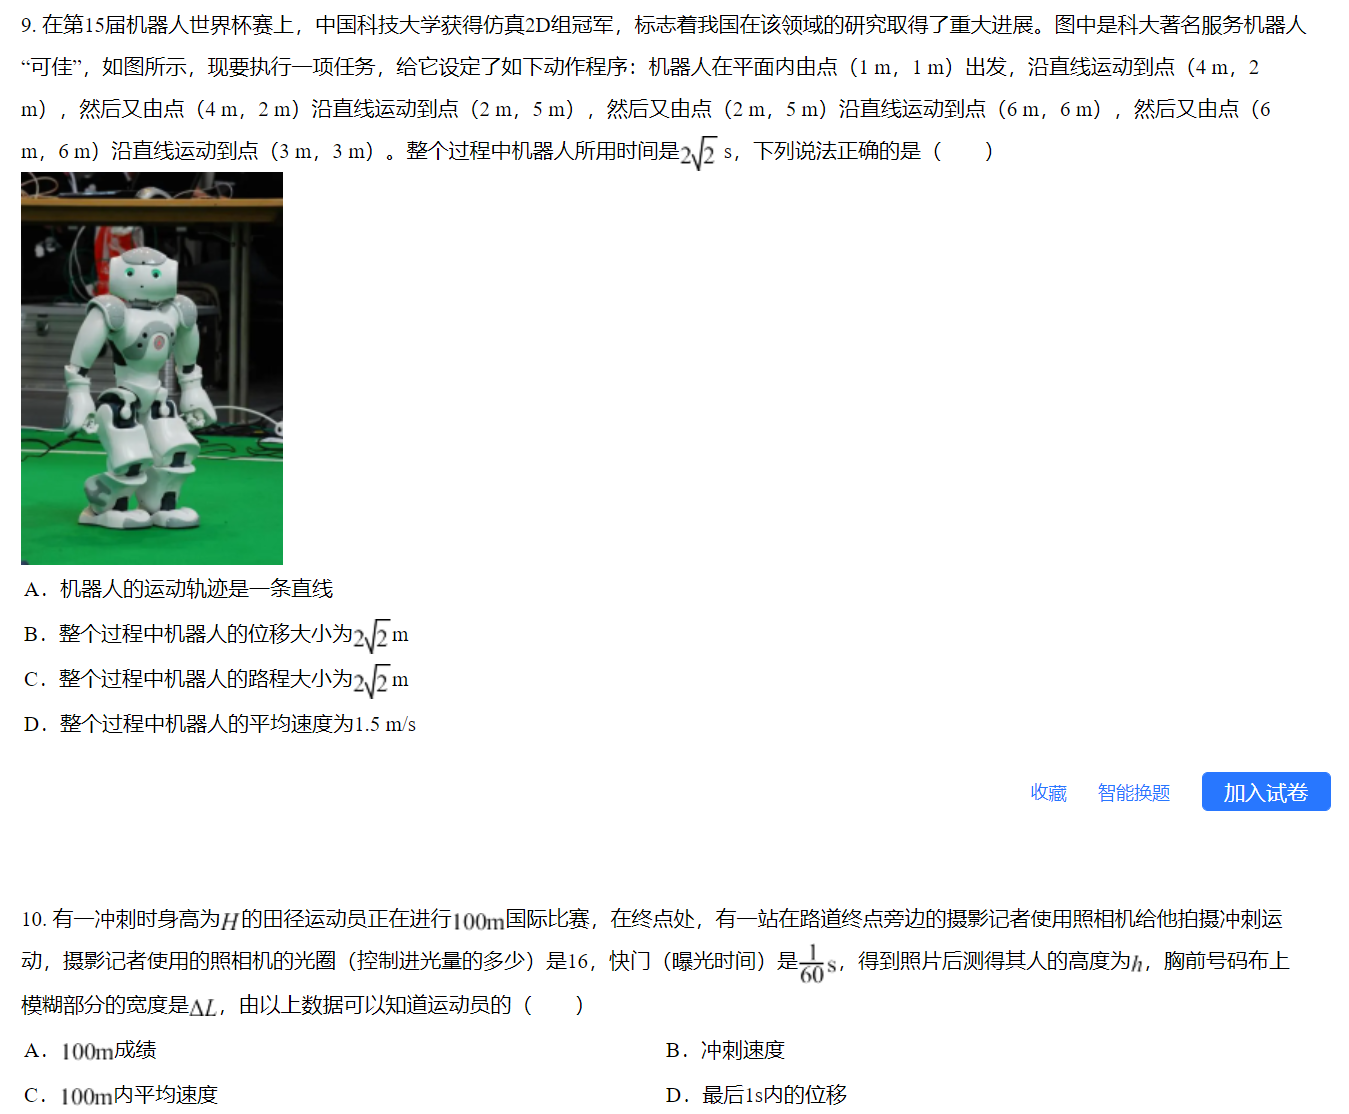 9. 在第15届机器人世界杯赛上，中国科技大学获得仿真2D组冠军，标志着我国在该领域的研究取得了重大进展。图中是科大著名服务机器人
“可佳”，如图所示，现要执行一项任务，给它设定了如下动作程序：机器人在平面内由点（1 m，1 m）出发，沿直线运动到点（4 m，2
m），然后又由点（4 m，2 m）沿直线运动到点（2 m，5 m），然后又由点（2 m，5 m）沿直线运动到点（6 m，6 m），然后又由点（6
m，6 m）沿直线运动到点（3 m，3 m）。整个过程中机器人所用时间是2√2 s，下列说法正确的是（　　）
A．机器人的运动轨迹是一条直线
B．整个过程中机器人的位移大小为2√2 m
C．整个过程中机器人的路程大小为2√2 m
D．整个过程中机器人的平均速度为1.5 m/s
收藏 智能换题 加入试卷
10. 有一冲刺时身高为H的田径运动员正在进行100m国际比赛，在终点处，有一站在路道终点旁边的摄影记者使用照相机给他拍摄冲刺运
动，摄影记者使用的照相机的光圈（控制进光量的多少）是16，快门（曝光时间）是1/60 s，得到照片后测得其人的高度为h，胸前号码布上
模糊部分的宽度是ΔL，由以上数据可以知道运动员的（　　）
A．100m成绩 B．冲刺速度
C．100m内平均速度 D．最后1s内的位移